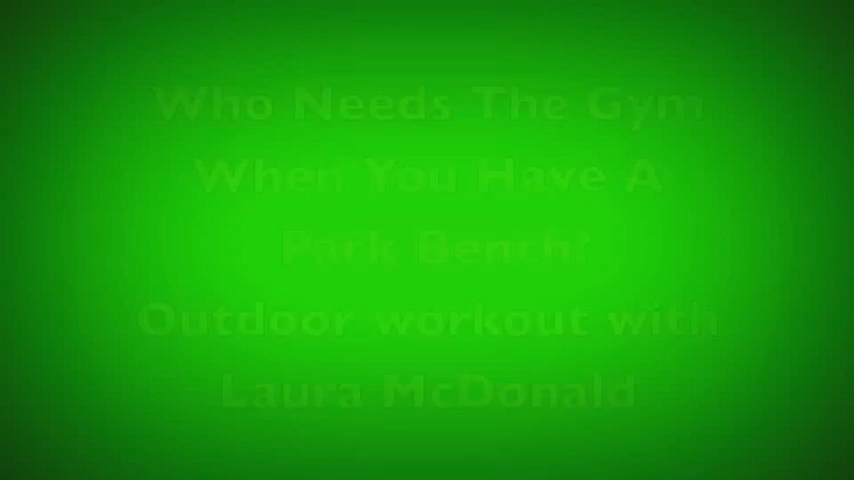 Who Needs The Gym
When You Have A
Park Bench?
Outdoor workout with
Laura McDonald